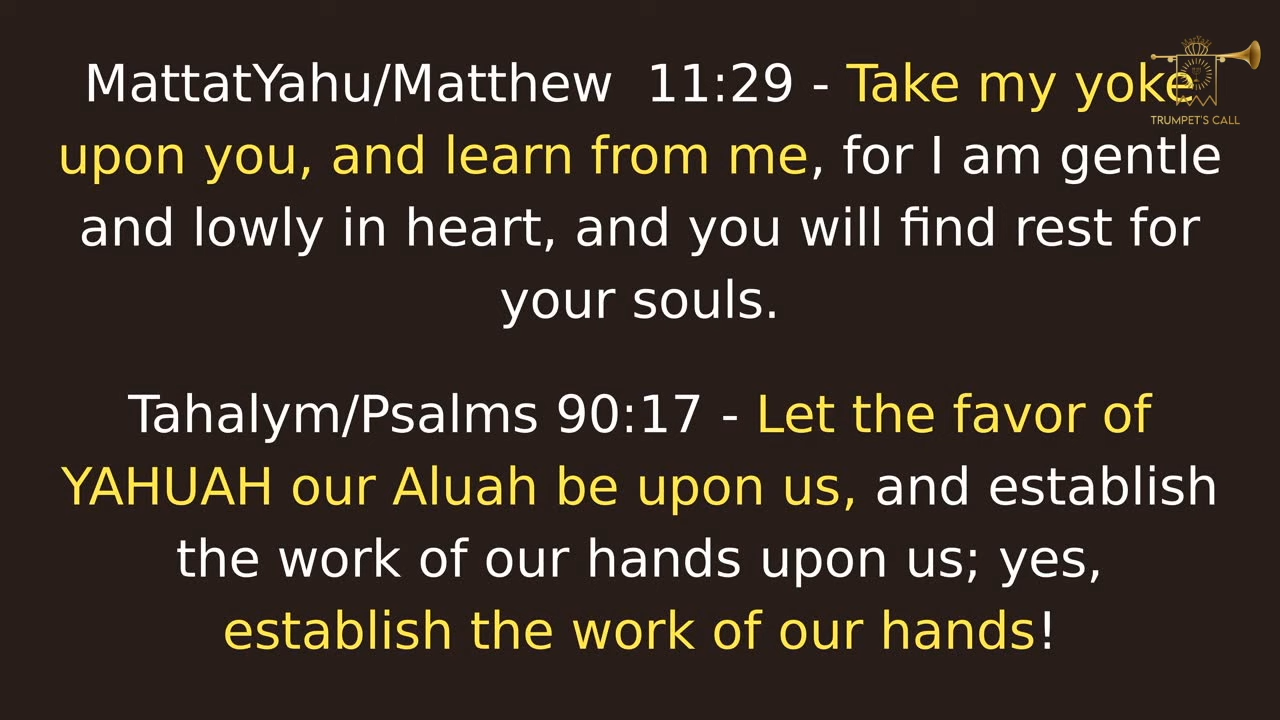 MattatYahu/Matthew  11:29 - Take my yoke
upon you, and learn from me, for I am gentle
and lowly in heart, and you will find rest for
your souls.
Tahalym/Psalms 90:17 - Let the favor of
YAHUAH our Aluah be upon us, and establish
the work of our hands upon us; yes,
establish the work of our hands!
TRUMPET'S CALL